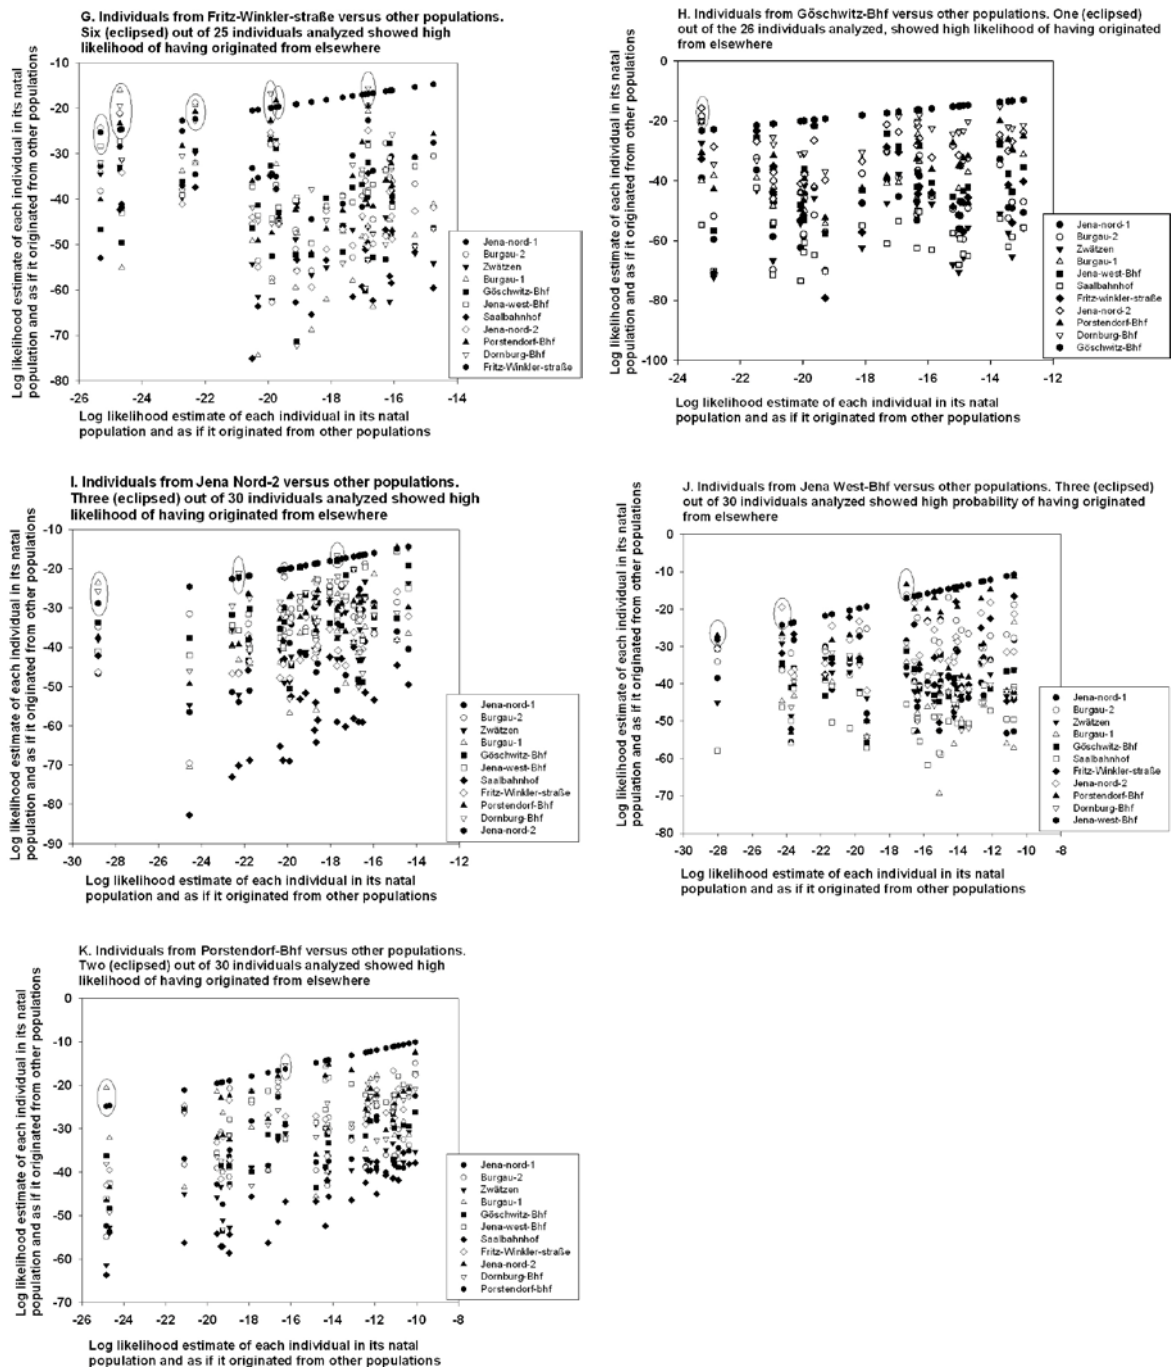 G. Individuals from Fritz-Winkler-straße versus other populations.
Six (eclipsed) out of 25 individuals analyzed showed high
likelihood of having originated from elsewhere
Log likelihood estimate of each individual in its natal
population and as if it originated from other populations
-10
-20
-30
-40
-50
-60
-70
-80
-26
-24
-22
-20
-18
-16
-14
Jena-nord-1
Burgau-2
Zwätzen
Burgau-1
Göschwitz-Bhf
Jena-west-Bhf
Saalbahnhof
Jena-nord-2
Porstendorf-Bhf
Dornburg-Bhf
Fritz-Winkler-straße
Log likelihood estimate of each individual in its natal
population and as if it originated from other populations
H. Individuals from Göschwitz-Bhf versus other populations. One (eclipsed)
out of the 26 individuals analyzed, showed high likelihood of having originated
from elsewhere
Log likelihood estimate of each individual in its natal
population and as if it originated from other populations
0
-20
-40
-60
-80
-100
-24
-22
-20
-18
-16
-14
-12
Jena-nord-1
Burgau-2
Zwätzen
Burgau-1
Jena-west-Bhf
Saalbahnhof
Fritz-winkler-straße
Jena-nord-2
Porstendorf-Bhf
Dornburg-Bhf
Göschwitz-Bhf
Log likelihood estimate of each individual in its natal
population and as if it originated from other populations
I. Individuals from Jena Nord-2 versus other populations.
Three (eclipsed) out of 30 individuals analyzed showed high
likelihood of having originated from elsewhere
Log likelihood estimate of each individual in its natal
population and as if it originated from other populations
-10
-20
-30
-40
-50
-60
-70
-80
-90
-30
-28
-26
-24
-22
-20
-18
-16
-14
-12
Jena-nord-1
Burgau-2
Zwätzen
Burgau-1
Göschwitz-Bhf
Jena-west-Bhf
Saalbahnhof
Fritz-Winkler-straße
Porstendorf-Bhf
Dornburg-Bhf
Jena-nord-2
Log likelihood estimate of each individual in its natal
population and as if it originated from other populations
J. Individuals from Jena West-Bhf versus other populations. Three (eclipsed)
out of 30 individuals analyzed showed high probability of having originated
from elsewhere
Log likelihood estimate of each individual in its natal
population and as if it originated from other populations
0
-10
-20
-30
-40
-50
-60
-70
-80
-30
-28
-26
-24
-22
-20
-18
-16
-14
-12
-10
-8
Jena-nord-1
Burgau-2
Zwätzen
Burgau-1
Göschwitz-Bhf
Saalbahnhof
Fritz-Winkler-straße
Jena-nord-2
Porstendorf-Bhf
Dornburg-Bhf
Jena-west-Bhf
Log likelihood estimate of each individual in its natal
population and as if it originated from other populations
K. Individuals from Porstendorf-Bhf versus other populations.
Two (eclipsed) out of 30 individuals analyzed showed high
likelihood of having originated from elsewhere
Log likelihood estimate of each individual in its natal
population and as if it originated from other populations
0
-10
-20
-30
-40
-50
-60
-70
-26
-24
-22
-20
-18
-16
-14
-12
-10
-8
Jena-nord-1
Burgau-2
Zwätzen
Burgau-1
Göschwitz-Bhf
Jena-west-Bhf
Saalbahnhof
Fritz-Winkler-straße
Jena-nord-2
Dornburg-Bhf
Porstendorf-bhf
Log likelihood estimate of each individual in its natal
population and as if it originated from other populations